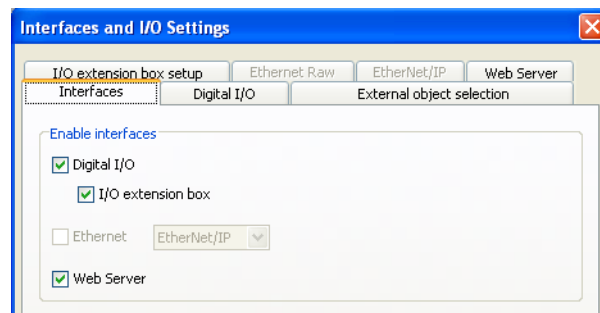 Interfaces and I/O Settings
I/O extension box setup
Ethernet Raw
EtherNet/IP
Web Server
Interfaces
Digital I/O
External object selection
Enable interfaces
Digital I/O
I/O extension box
Ethernet
EtherNet/IP
Web Server